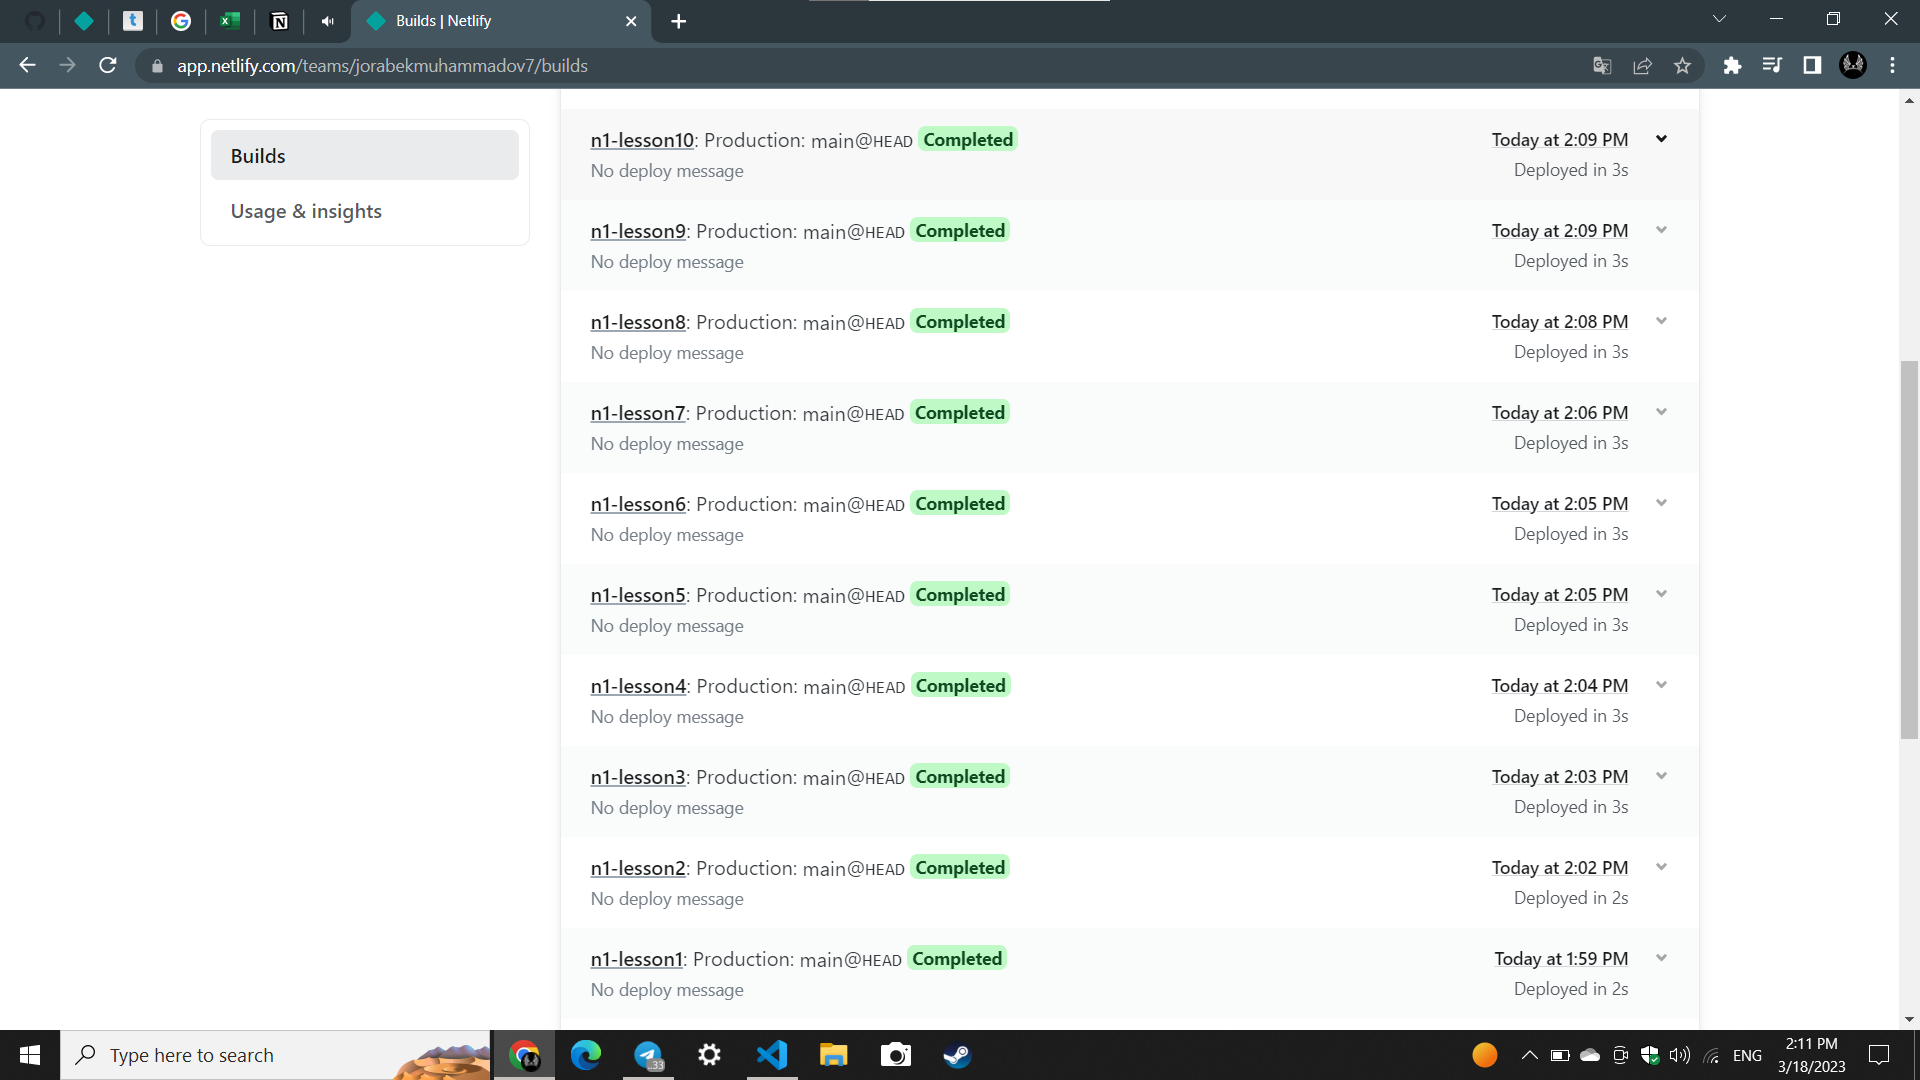 Builds | Netlify
app.netlify.com/teams/jorabekmuhammadov7/builds
Builds
Usage & insights
n1-lesson10: Production: main@HEAD Completed
No deploy message
Today at 2:09 PM
Deployed in 3s
n1-lesson9: Production: main@HEAD Completed
No deploy message
Today at 2:09 PM
Deployed in 3s
n1-lesson8: Production: main@HEAD Completed
No deploy message
Today at 2:08 PM
Deployed in 3s
n1-lesson7: Production: main@HEAD Completed
No deploy message
Today at 2:06 PM
Deployed in 3s
n1-lesson6: Production: main@HEAD Completed
No deploy message
Today at 2:05 PM
Deployed in 3s
n1-lesson5: Production: main@HEAD Completed
No deploy message
Today at 2:05 PM
Deployed in 3s
n1-lesson4: Production: main@HEAD Completed
No deploy message
Today at 2:04 PM
Deployed in 3s
n1-lesson3: Production: main@HEAD Completed
No deploy message
Today at 2:03 PM
Deployed in 3s
n1-lesson2: Production: main@HEAD Completed
No deploy message
Today at 2:02 PM
Deployed in 2s
n1-lesson1: Production: main@HEAD Completed
No deploy message
Today at 1:59 PM
Deployed in 2s
Type here to search
33
ENG
2:11 PM
3/18/2023